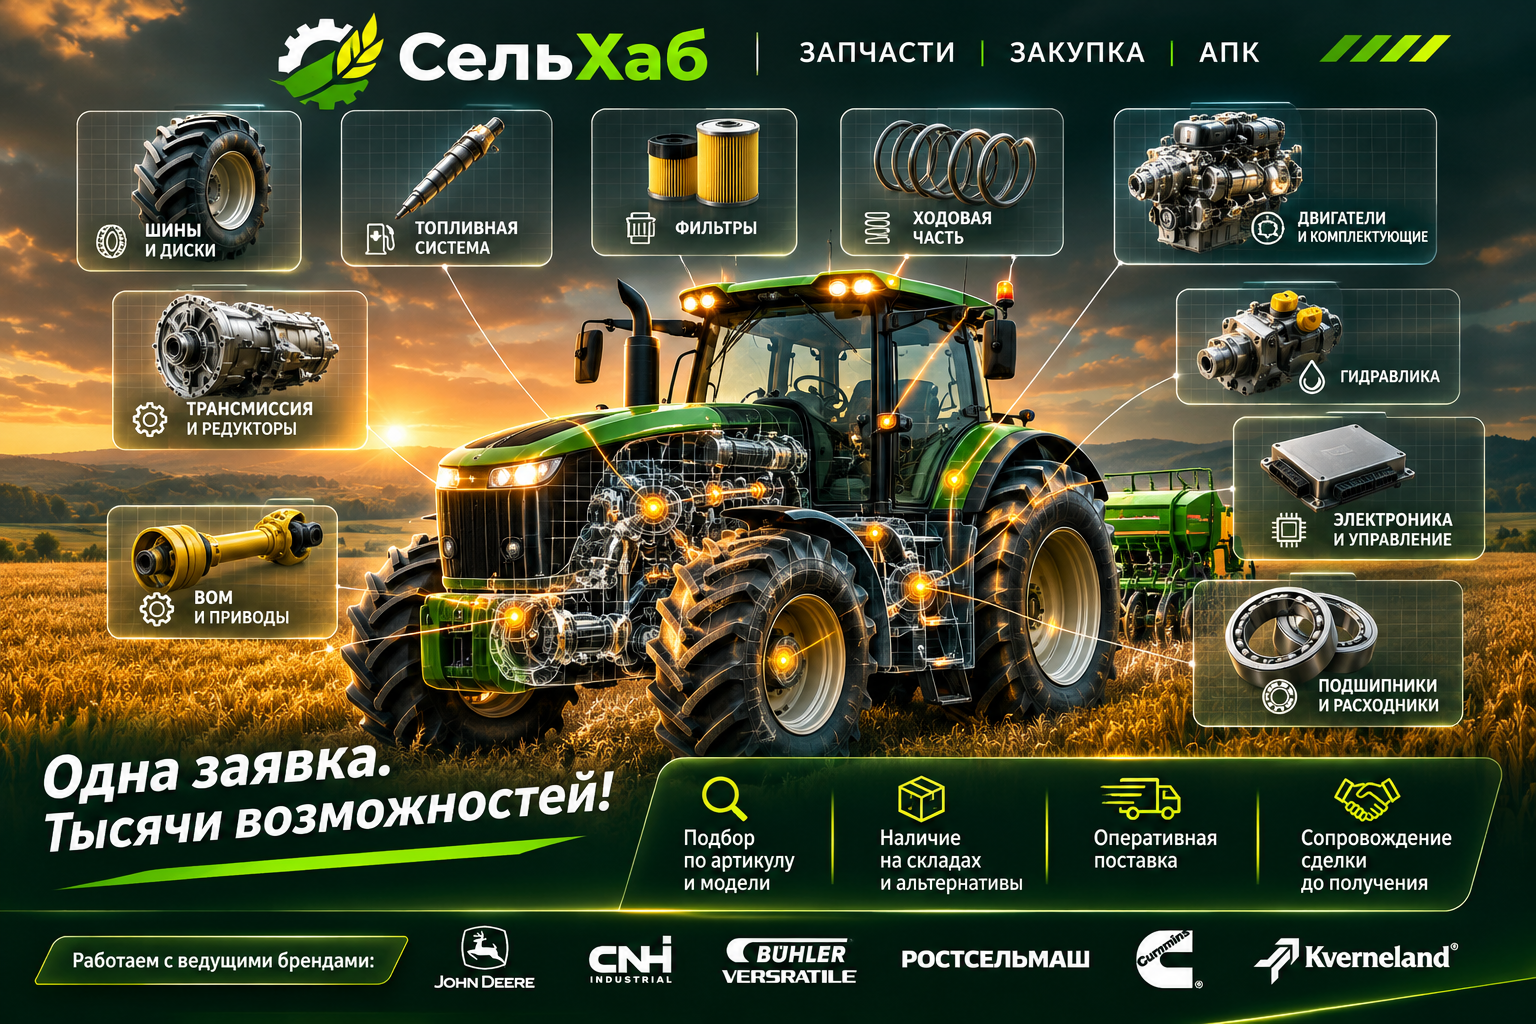 СельХаб
ЗАПЧАСТИ | ЗАКУПКА | АПК
ШИНЫ
И ДИСКИ
ТОПЛИВНАЯ
СИСТЕМА
ФИЛЬТРЫ
ХОДОВАЯ
ЧАСТЬ
ДВИГАТЕЛИ
И КОМПЛЕКТУЮЩИЕ
ТРАНСМИССИЯ
И РЕДУКТОРЫ
ГИДРАВЛИКА
ЭЛЕКТРОНИКА
И УПРАВЛЕНИЕ
ВОМ
И ПРИВОДЫ
ПОДШИПНИКИ
И РАСХОДНИКИ
Одна заявка.
Тысячи возможностей!
Подбор
по артикулу
и модели
Наличие
на складах
и альтернативы
Оперативная
поставка
Сопровождение
сделки
до получения
Работаем с ведущими брендами:
JOHN DEERE
CNH
INDUSTRIAL
BÜHLER
VERSRATILE
РОСТСЕЛЬМАШ
Cummins
®
Kverneland®